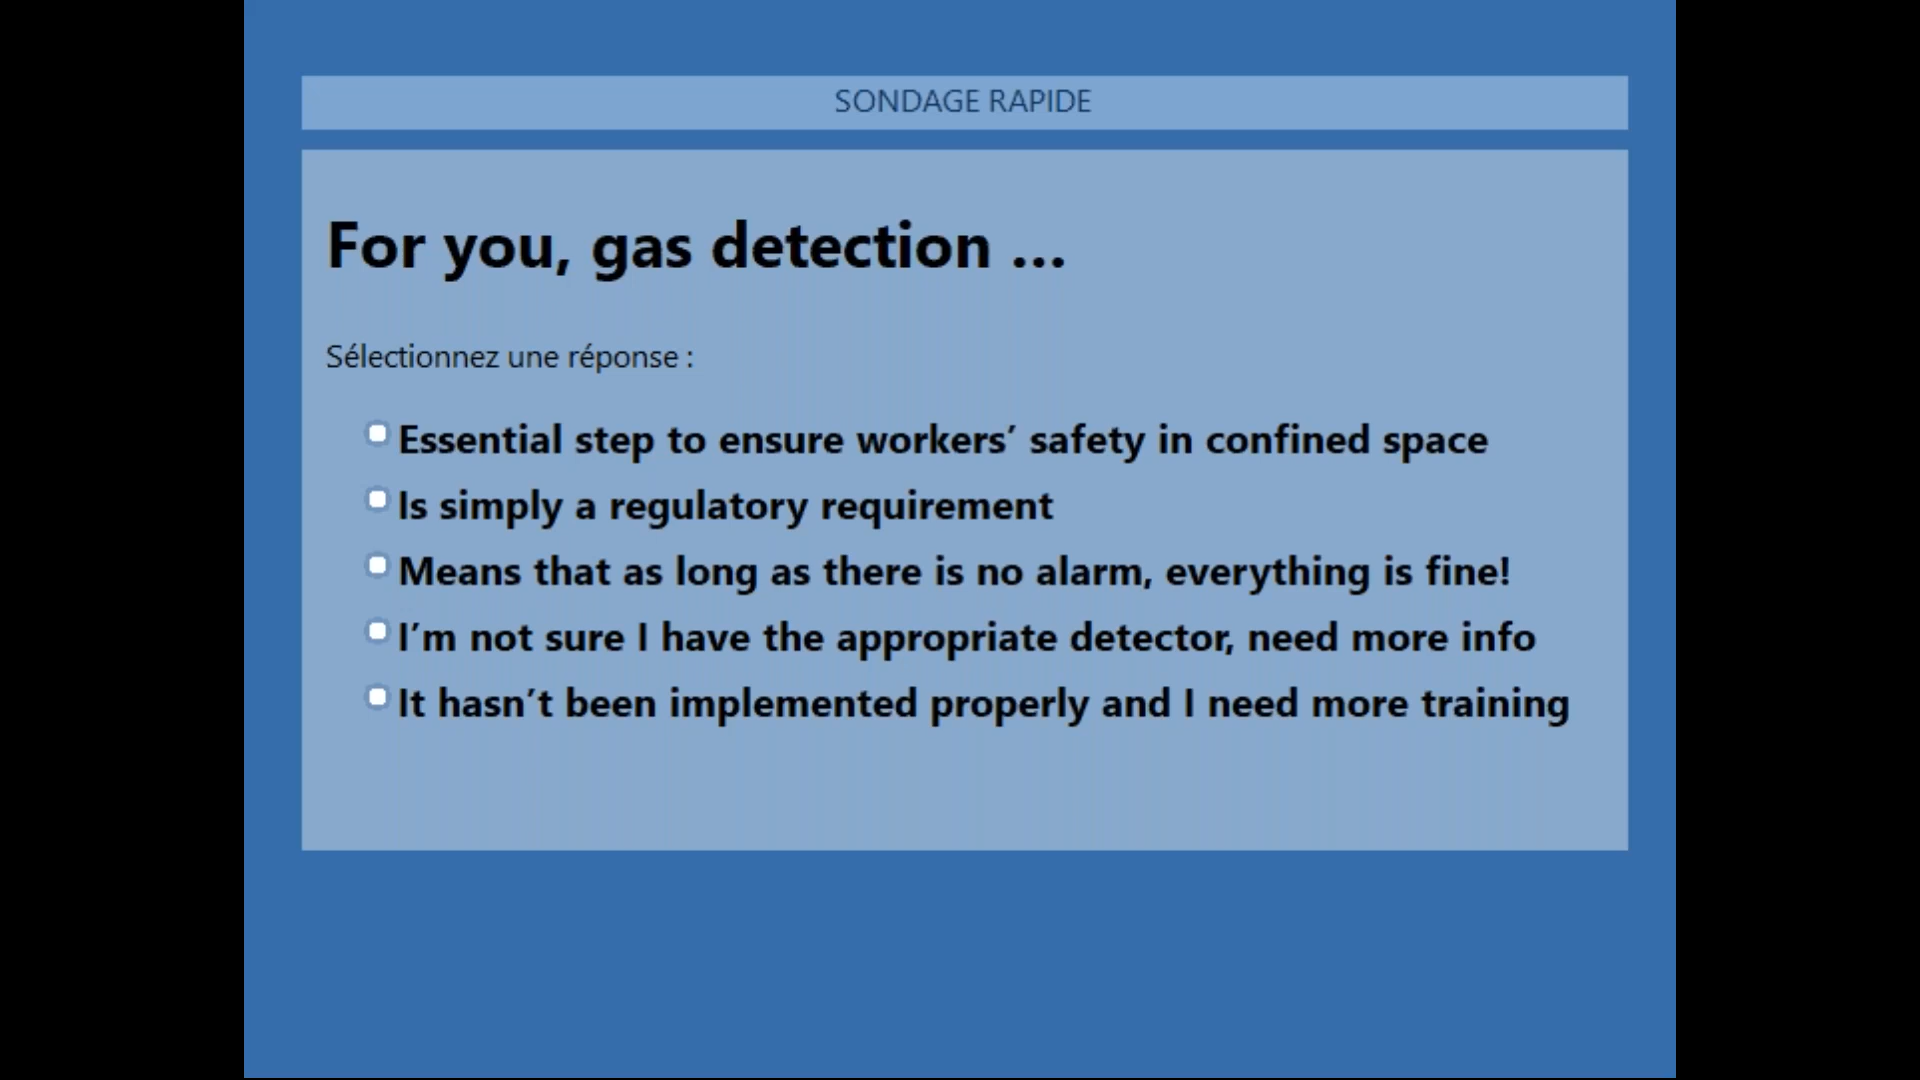 SONDAGE RAPIDE
For you, gas detection ...
Sélectionnez une réponse :
Essential step to ensure workers’ safety in confined space
Is simply a regulatory requirement
Means that as long as there is no alarm, everything is fine!
I’m not sure I have the appropriate detector, need more info
It hasn’t been implemented properly and I need more training